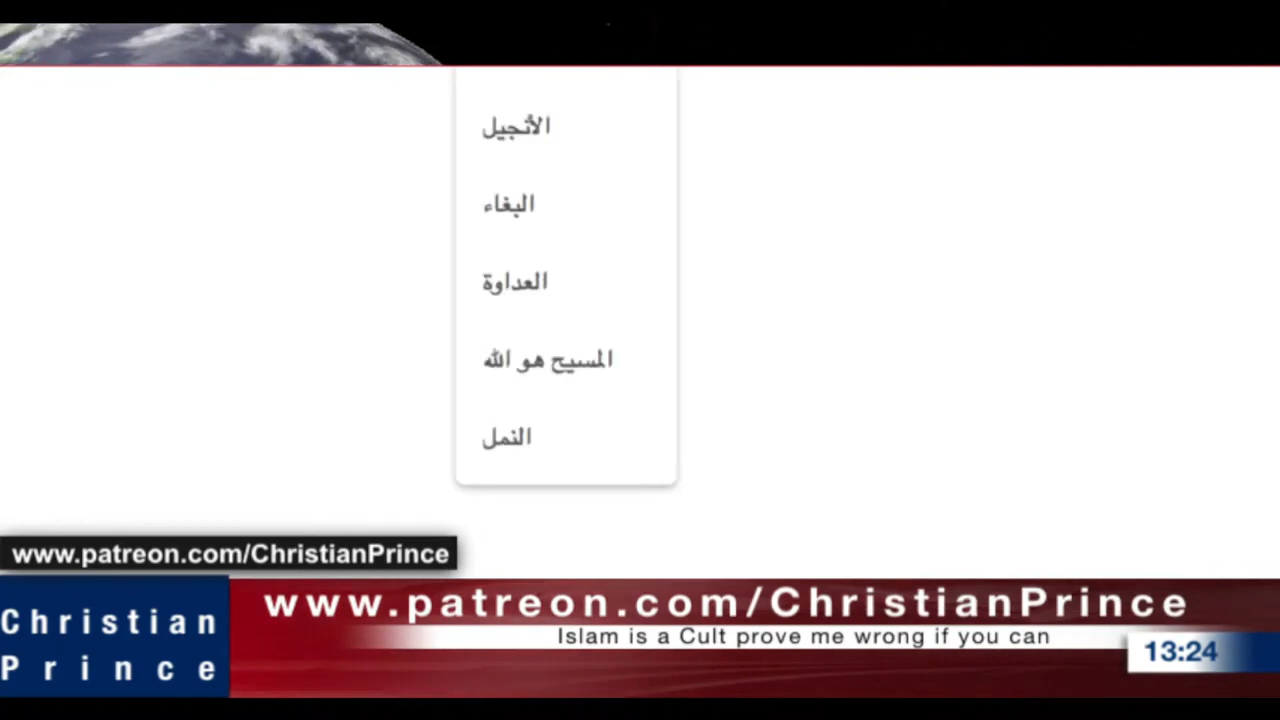 الأنجيل
البغاء
العداوة
المسيح هو الله
النمل
www.patreon.com/ChristianPrince
www.patreon.com/ChristianPrince
Christian
Prince
Islam is a Cult prove me wrong if you can
13:24